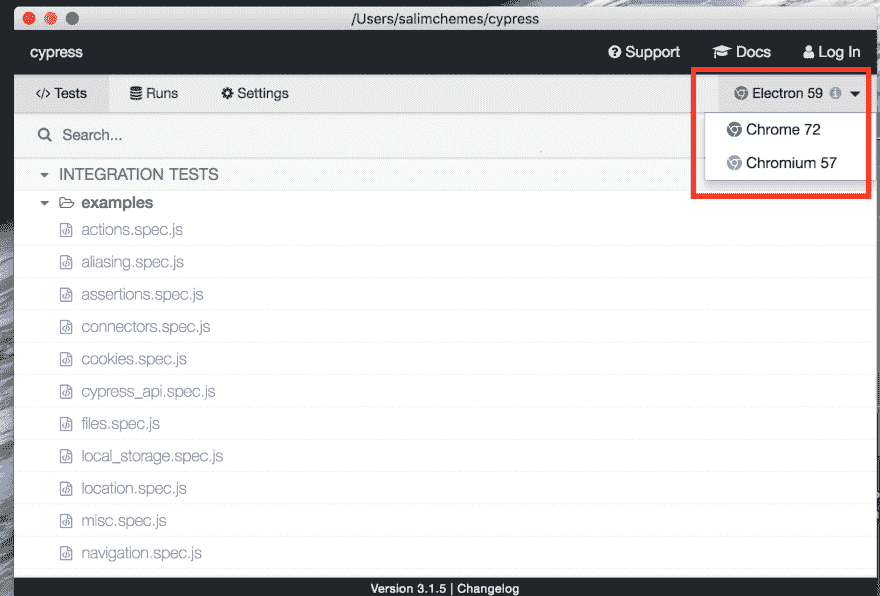 /Users/salimchemes/cypress
cypress Support Docs Log In
</> Tests Runs Settings Electron 59
Chrome 72
Chromium 57
Search...
INTEGRATION TESTS
examples
actions.spec.js
aliasing.spec.js
assertions.spec.js
connectors.spec.js
cookies.spec.js
cypress_api.spec.js
files.spec.js
local_storage.spec.js
location.spec.js
misc.spec.js
navigation.spec.js
Version 3.1.5 | Changelog